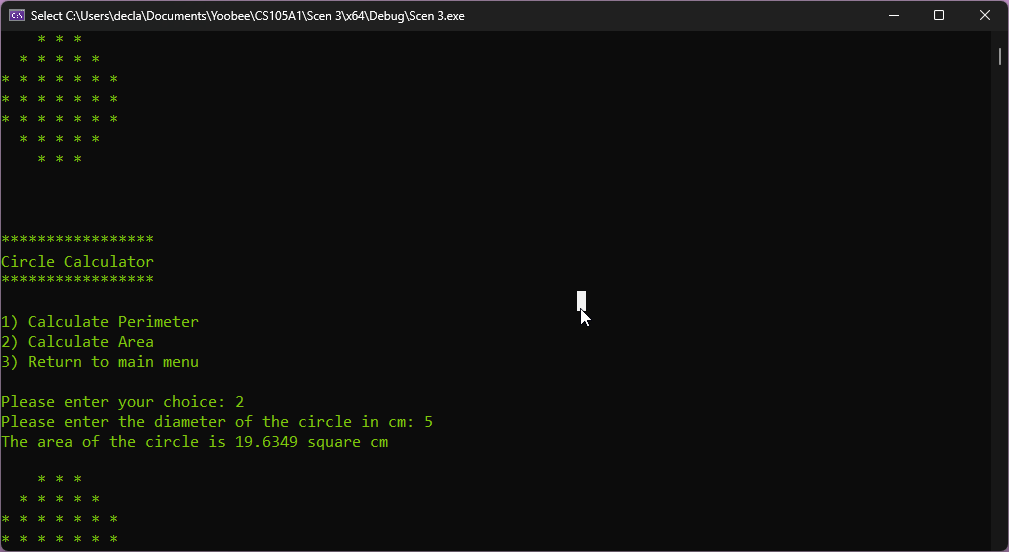 Select C:\Users\decla\Documents\Yoobee\CS105A1\Scen 3\x64\Debug\Scen 3.exe
    * * *
  * * * * *
* * * * * * *
* * * * * * *
* * * * * * *
  * * * * *
    * * *
*****************
Circle Calculator
*****************
1) Calculate Perimeter
2) Calculate Area
3) Return to main menu
Please enter your choice: 2
Please enter the diameter of the circle in cm: 5
The area of the circle is 19.6349 square cm
    * * *
  * * * * *
* * * * * * *
* * * * * * *